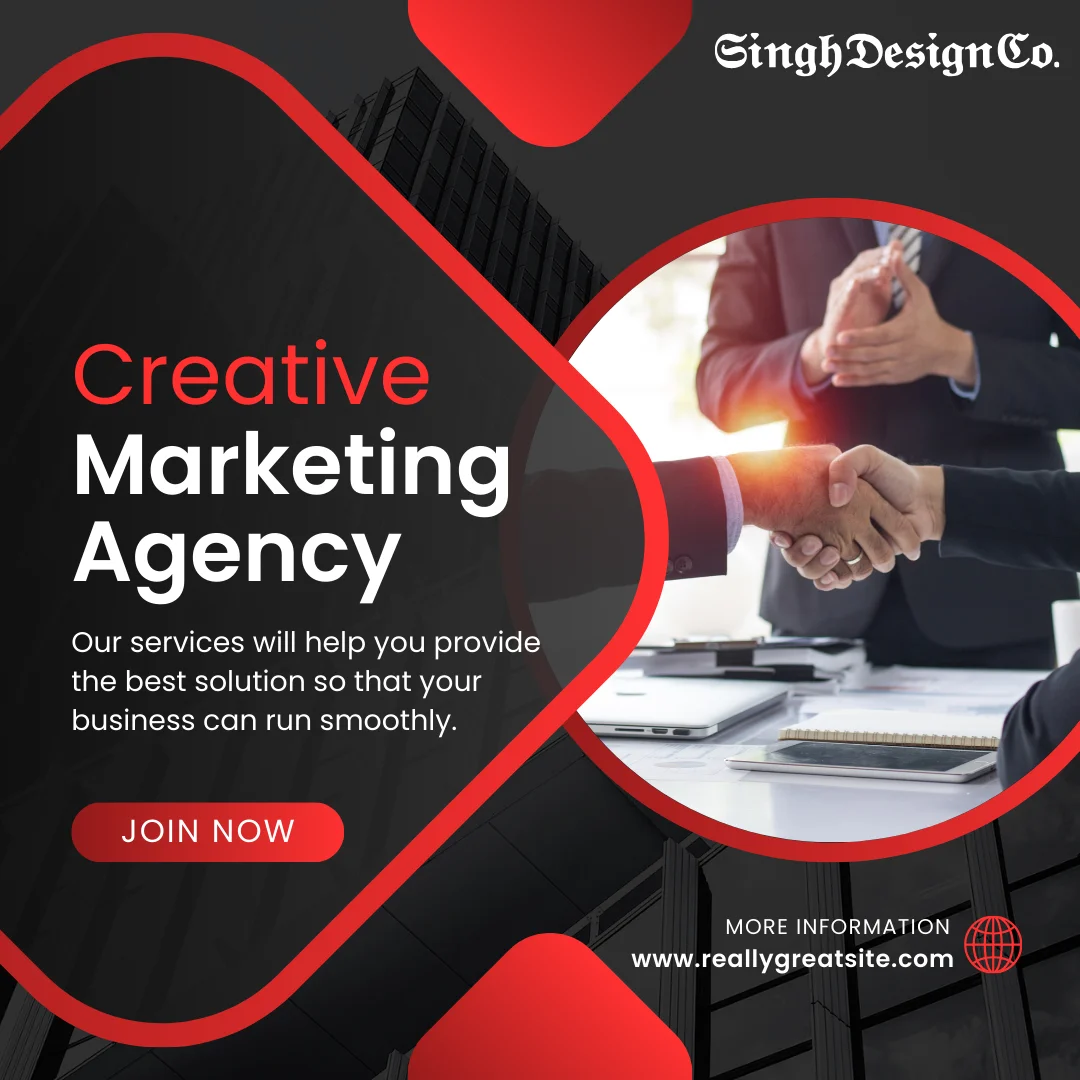 SinghDesignCo.
Creative
Marketing
Agency
Our services will help you provide
the best solution so that your
business can run smoothly.
JOIN NOW
MORE INFORMATION
www.reallygreatsite.com